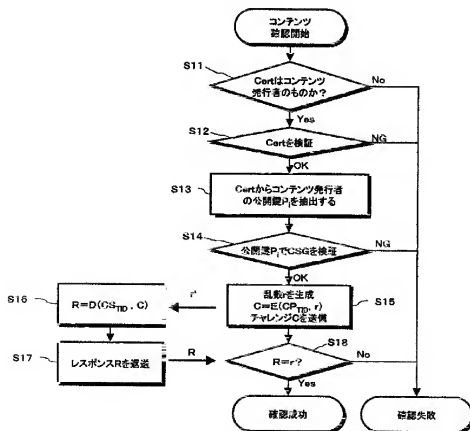 コンテンツ
確認開始
S11
Certはコンテンツ
発行者のものか?
No
Yes
S12
Certを検証
NG
OK
S13
Certからコンテンツ発行者
の公開鍵Piを抽出する
S14
公開鍵PiでCSGを検証
NG
OK
S16
R=D(CSTID, C)
乱数rを生成
C=E(CPTID, r)
チャレンジCを送信
S15
S17
レスポンスRを返送
R
S18
R=r?
No
Yes
確認成功
確認失敗